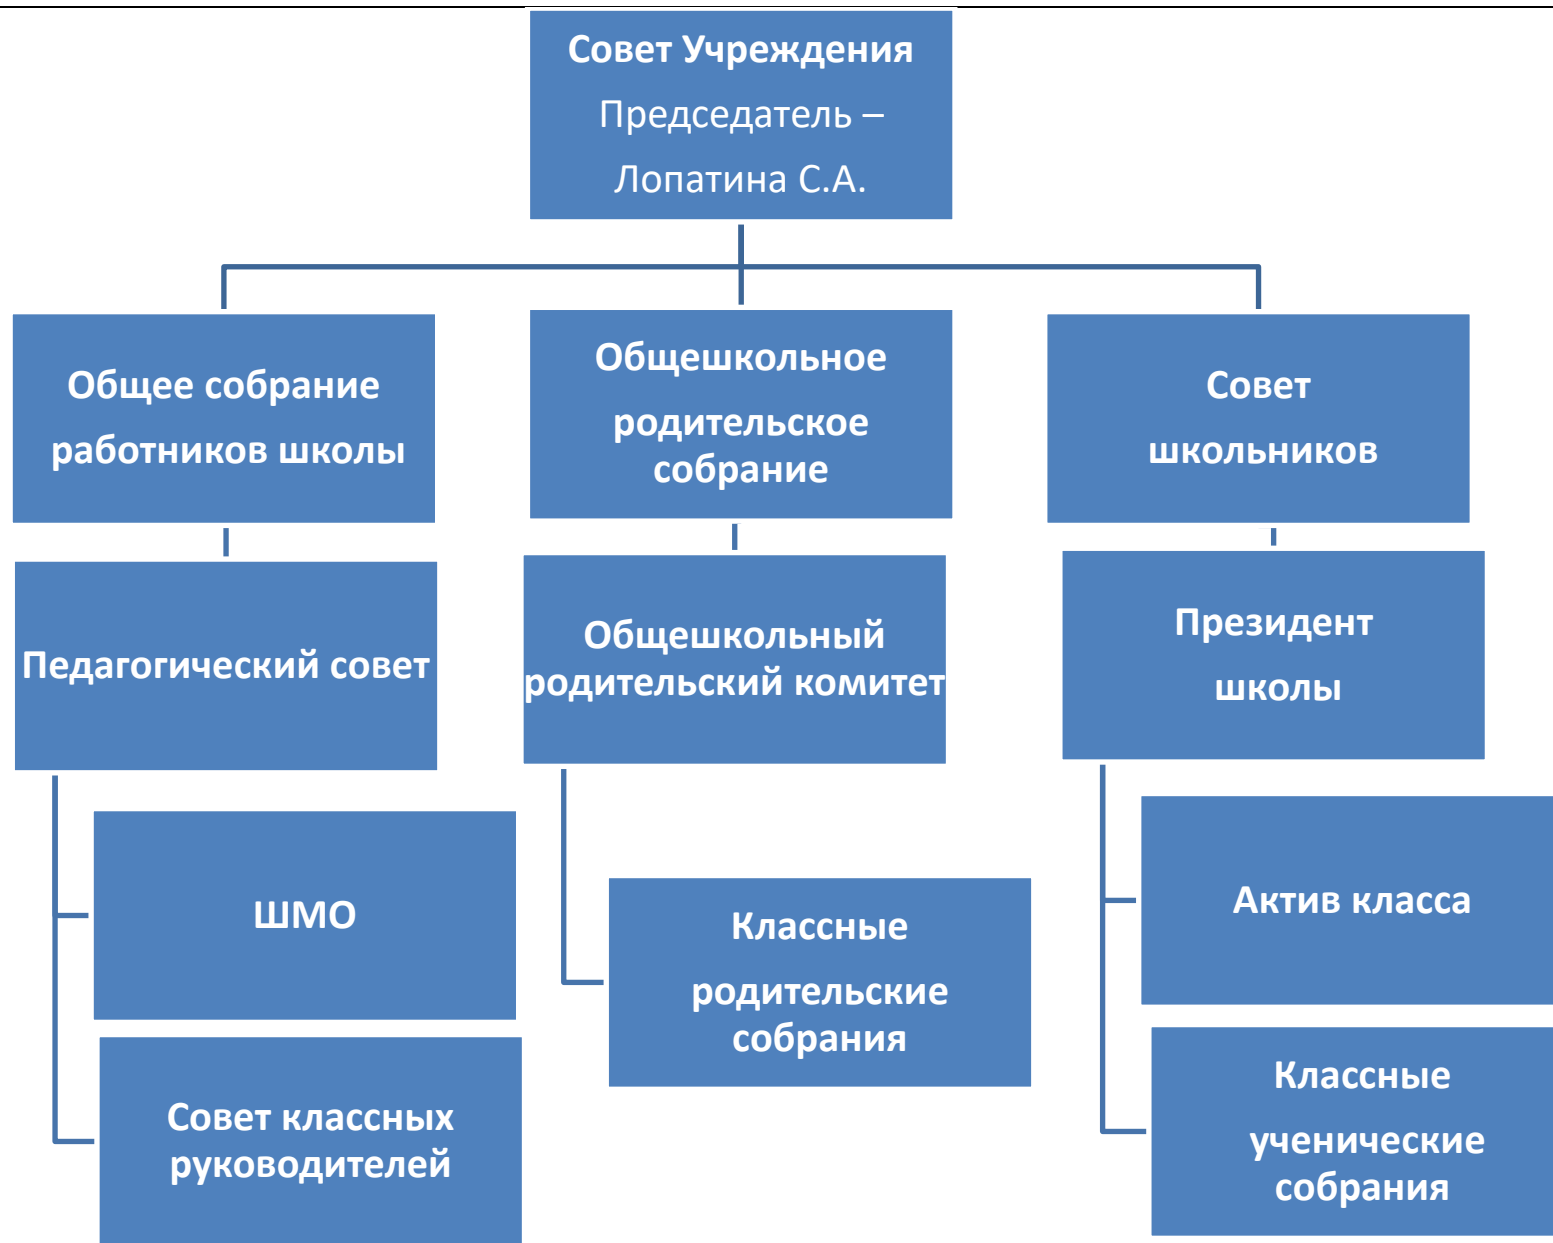 Совет Учреждения
Председатель –
Лопатина С.А.
Общее собрание
работников школы
Общешкольное
родительское
собрание
Совет
школьников
Педагогический совет
Общешкольный
родительский комитет
Президент
школы
ШМО
Совет классных
руководителей
Классные
родительские
собрания
Актив класса
Классные
ученические
собрания